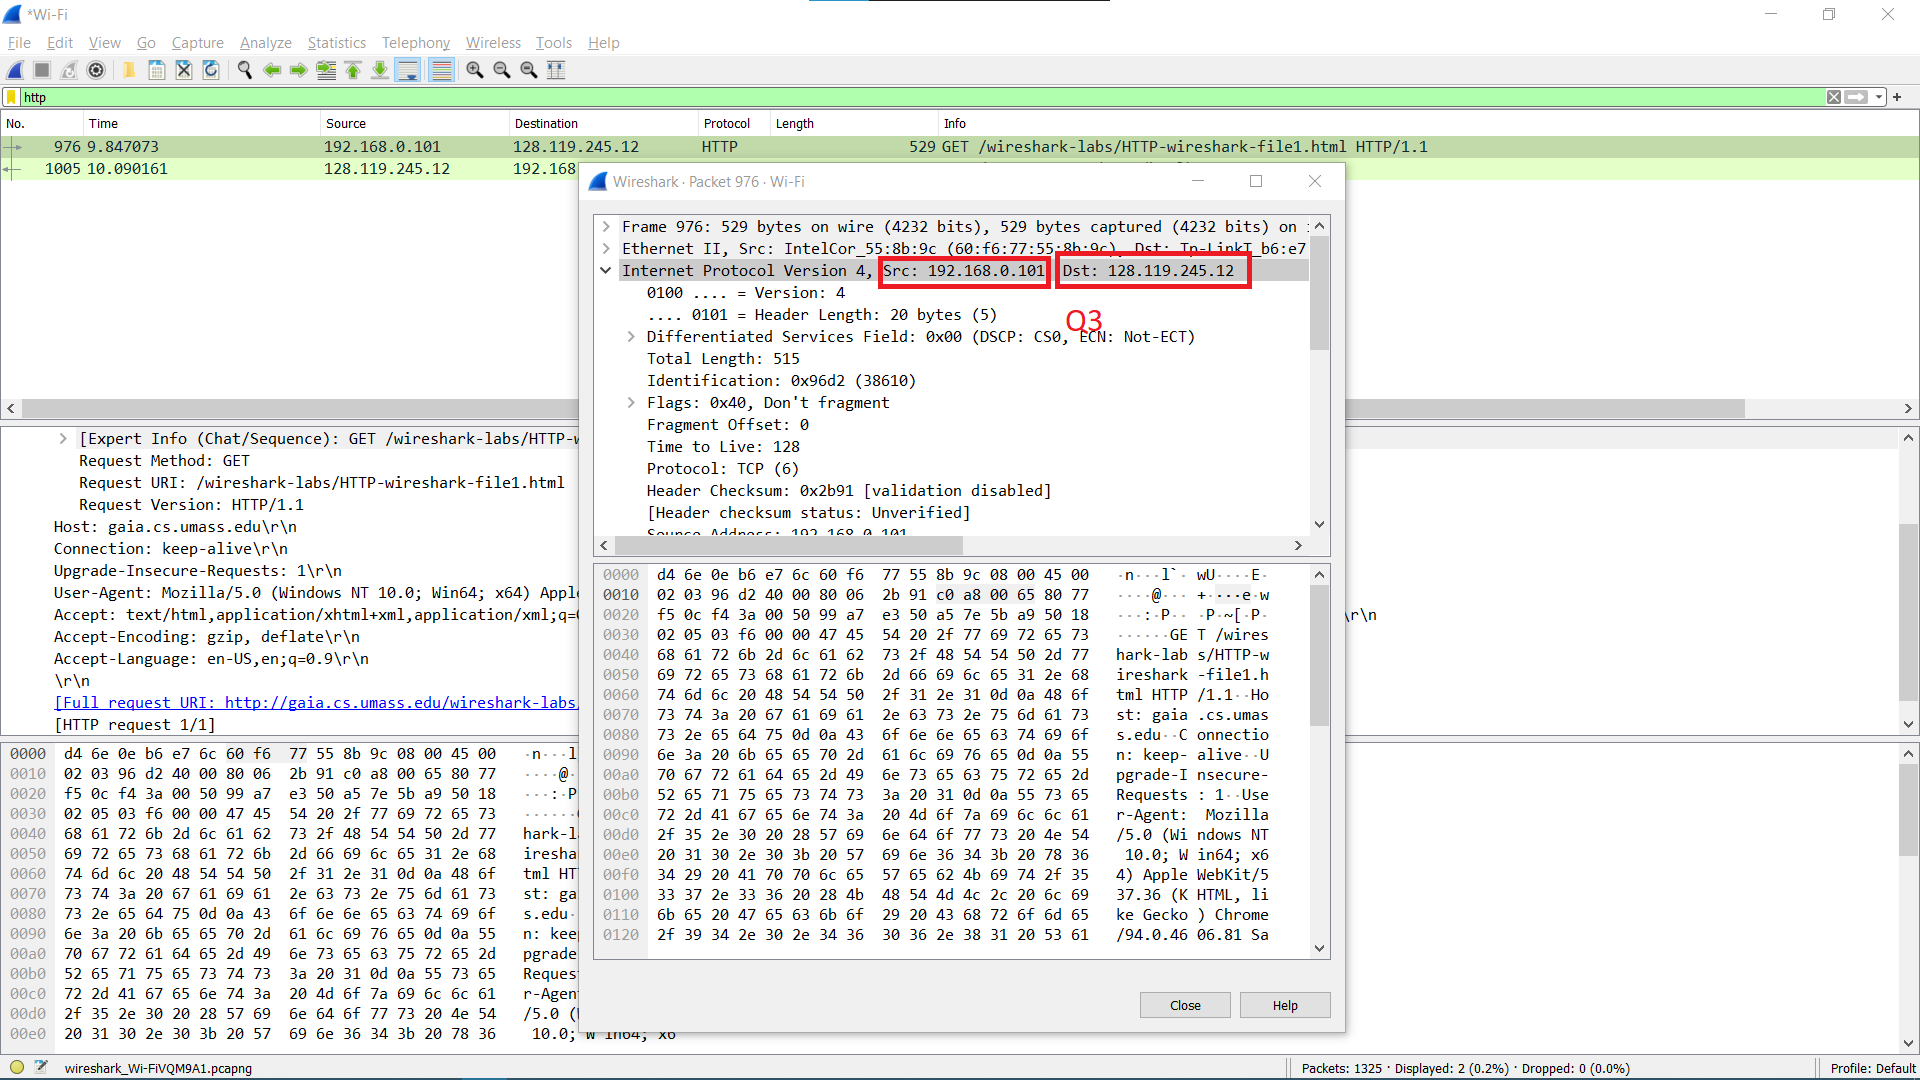 *Wi-Fi
File Edit View Go Capture Analyze Statistics Telephony Wireless Tools Help
http
No. Time Source Destination Protocol Length Info
976 9.847073 192.168.0.101 128.119.245.12 HTTP 529 GET /wireshark-labs/HTTP-wireshark-file1.html HTTP/1.1
1005 10.090161 128.119.245.12 192.168
Wireshark · Packet 976 · Wi-Fi
Frame 976: 529 bytes on wire (4232 bits), 529 bytes captured (4232 bits) on
Ethernet II, Src: IntelCor_55:8b:9c (60:f6:77:55:8b:9c), Dst: Tp-LinkT_b6:e7
Internet Protocol Version 4, Src: 192.168.0.101 Dst: 128.119.245.12
0100 .... = Version: 4
.... 0101 = Header Length: 20 bytes (5)
Q3
Differentiated Services Field: 0x00 (DSCP: CS0, ECN: Not-ECT)
Total Length: 515
Identification: 0x96d2 (38610)
Flags: 0x40, Don't fragment
Fragment Offset: 0
Time to Live: 128
Protocol: TCP (6)
Header Checksum: 0x2b91 [validation disabled]
[Header checksum status: Unverified]
Source Address: 192.168.0.101
0000 d4 6e 0e b6 e7 6c 60 f6 77 55 8b 9c 08 00 45 00 ·n···l`· wU····E·
0010 02 03 96 d2 40 00 80 06 2b 91 c0 a8 00 65 80 77 ····@··· +····e·w
0020 f5 0c f4 3a 00 50 99 a7 e3 50 a5 7e 5b a9 50 18 ···:·P·· ·P·~[·P·
0030 02 05 03 f6 00 00 47 45 54 20 2f 77 69 72 65 73 ······GE T /wires
0040 68 61 72 6b 2d 6c 61 62 73 2f 48 54 54 50 2d 77 hark-lab s/HTTP-w
0050 69 72 65 73 68 61 72 6b 2d 66 69 6c 65 31 2e 68 ireshark -file1.h
0060 74 6d 6c 20 48 54 54 50 2f 31 2e 31 0d 0a 48 6f tml HTTP /1.1··Ho
0070 73 74 3a 20 67 61 69 61 2e 63 73 2e 75 6d 61 73 st: gaia .cs.umas
0080 73 2e 65 64 75 0d 0a 43 6f 6e 6e 65 63 74 69 6f s.edu··C onnectio
0090 6e 3a 20 6b 65 65 70 2d 61 6c 69 76 65 0d 0a 55 n: keep- alive··U
00a0 70 67 72 61 64 65 2d 49 6e 73 65 63 75 72 65 2d pgrade-I nsecure-
00b0 52 65 71 75 65 73 74 73 3a 20 31 0d 0a 55 73 65 Requests : 1··Use
00c0 72 2d 41 67 65 6e 74 3a 20 4d 6f 7a 69 6c 6c 61 r-Agent: Mozilla
00d0 2f 35 2e 30 20 28 57 69 6e 64 6f 77 73 20 4e 54 /5.0 (Wi ndows NT
00e0 20 31 30 2e 30 3b 20 57 69 6e 36 34 3b 20 78 36 10.0; W in64; x6
00f0 34 29 20 41 70 70 6c 65 57 65 62 4b 69 74 2f 35 4) Apple WebKit/5
0100 33 37 2e 33 36 20 28 4b 48 54 4d 4c 2c 20 6c 69 37.36 (K HTML, li
0110 6b 65 20 47 65 63 6b 6f 29 20 43 68 72 6f 6d 65 ke Gecko ) Chrome
0120 2f 39 34 2e 30 2e 34 36 30 36 2e 38 31 20 53 61 /94.0.46 06.81 Sa
Close Help
[Expert Info (Chat/Sequence): GET /wireshark-labs/HTTP-w
Request Method: GET
Request URI: /wireshark-labs/HTTP-wireshark-file1.html
Request Version: HTTP/1.1
Host: gaia.cs.umass.edu\r\n
Connection: keep-alive\r\n
Upgrade-Insecure-Requests: 1\r\n
User-Agent: Mozilla/5.0 (Windows NT 10.0; Win64; x64) Apple
Accept: text/html,application/xhtml+xml,application/xml;q= \r\n
Accept-Encoding: gzip, deflate\r\n
Accept-Language: en-US,en;q=0.9\r\n
\r\n
[Full request URI: http://gaia.cs.umass.edu/wireshark-labs/
[HTTP request 1/1]
0000 d4 6e 0e b6 e7 6c 60 f6 77 55 8b 9c 08 00 45 00 ·n···l
0010 02 03 96 d2 40 00 80 06 2b 91 c0 a8 00 65 80 77 ····@
0020 f5 0c f4 3a 00 50 99 a7 e3 50 a5 7e 5b a9 50 18 ···:·P
0030 02 05 03 f6 00 00 47 45 54 20 2f 77 69 72 65 73 ······
0040 68 61 72 6b 2d 6c 61 62 73 2f 48 54 54 50 2d 77 hark-la
0050 69 72 65 73 68 61 72 6b 2d 66 69 6c 65 31 2e 68 ireshar
0060 74 6d 6c 20 48 54 54 50 2f 31 2e 31 0d 0a 48 6f tml HT
0070 73 74 3a 20 67 61 69 61 2e 63 73 2e 75 6d 61 73 st: ga
0080 73 2e 65 64 75 0d 0a 43 6f 6e 6e 65 63 74 69 6f s.edu·
0090 6e 3a 20 6b 65 65 70 2d 61 6c 69 76 65 0d 0a 55 n: keep
00a0 70 67 72 61 64 65 2d 49 6e 73 65 63 75 72 65 2d pgrade
00b0 52 65 71 75 65 73 74 73 3a 20 31 0d 0a 55 73 65 Request
00c0 72 2d 41 67 65 6e 74 3a 20 4d 6f 7a 69 6c 6c 61 r-Agent
00d0 2f 35 2e 30 20 28 57 69 6e 64 6f 77 73 20 4e 54 /5.0 (
00e0 20 31 30 2e 30 3b 20 57 69 6e 36 34 3b 20 78 36 10.0; W in64; x6
wireshark_Wi-FiVQM9A1.pcapng Packets: 1325 · Displayed: 2 (0.2%) · Dropped: 0 (0.0%) Profile: Default